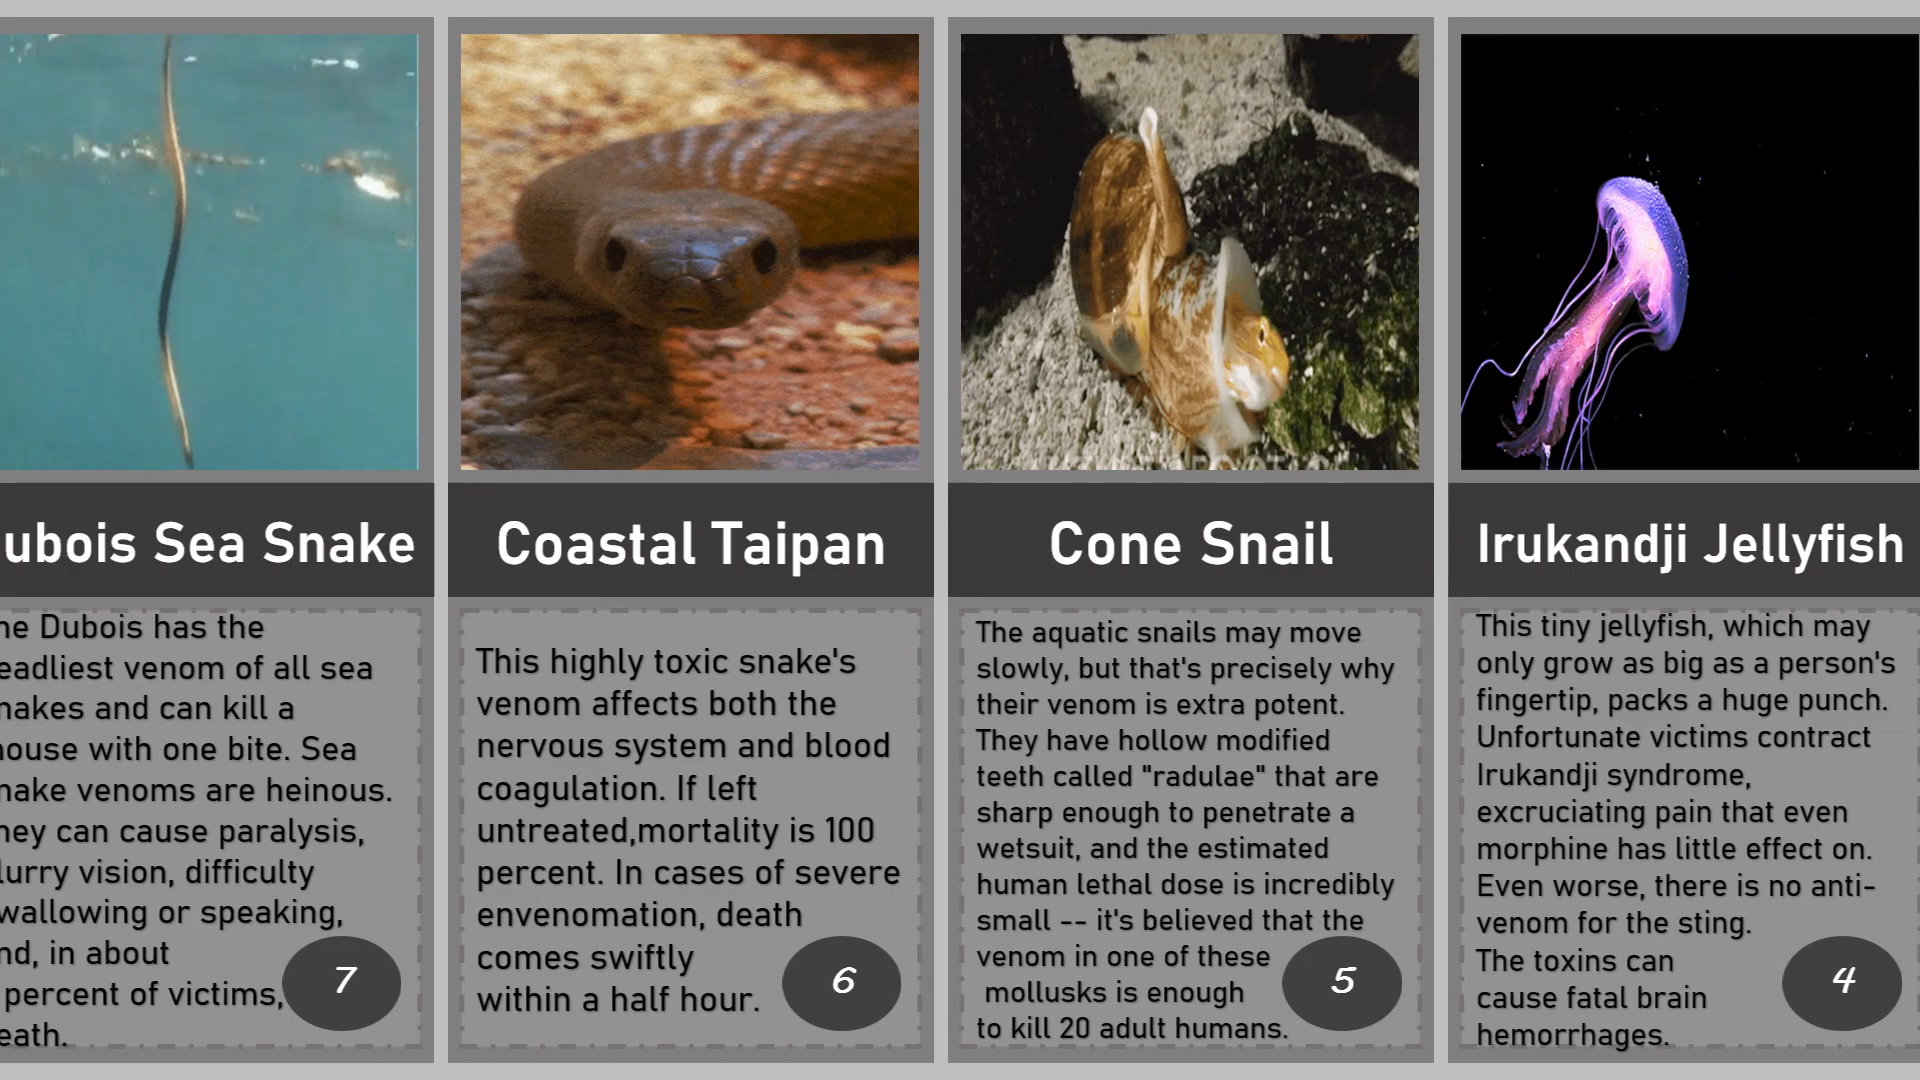 ubois Sea Snake
he Dubois has the
eadliest venom of all sea
nakes and can kill a
ouse with one bite. Sea
nake venoms are heinous.
hey can cause paralysis,
lurry vision, difficulty
wallowing or speaking,
nd, in about
percent of victims,
eath.
7
Coastal Taipan
This highly toxic snake's
venom affects both the
nervous system and blood
coagulation. If left
untreated,mortality is 100
percent. In cases of severe
envenomation, death
comes swiftly
within a half hour.
6
Cone Snail
The aquatic snails may move
slowly, but that's precisely why
their venom is extra potent.
They have hollow modified
teeth called "radulae" that are
sharp enough to penetrate a
wetsuit, and the estimated
human lethal dose is incredibly
small -- it's believed that the
venom in one of these
mollusks is enough
to kill 20 adult humans.
5
Irukandji Jellyfish
This tiny jellyfish, which may
only grow as big as a person's
fingertip, packs a huge punch.
Unfortunate victims contract
Irukandji syndrome,
excruciating pain that even
morphine has little effect on.
Even worse, there is no anti-
venom for the sting.
The toxins can
cause fatal brain
hemorrhages.
4